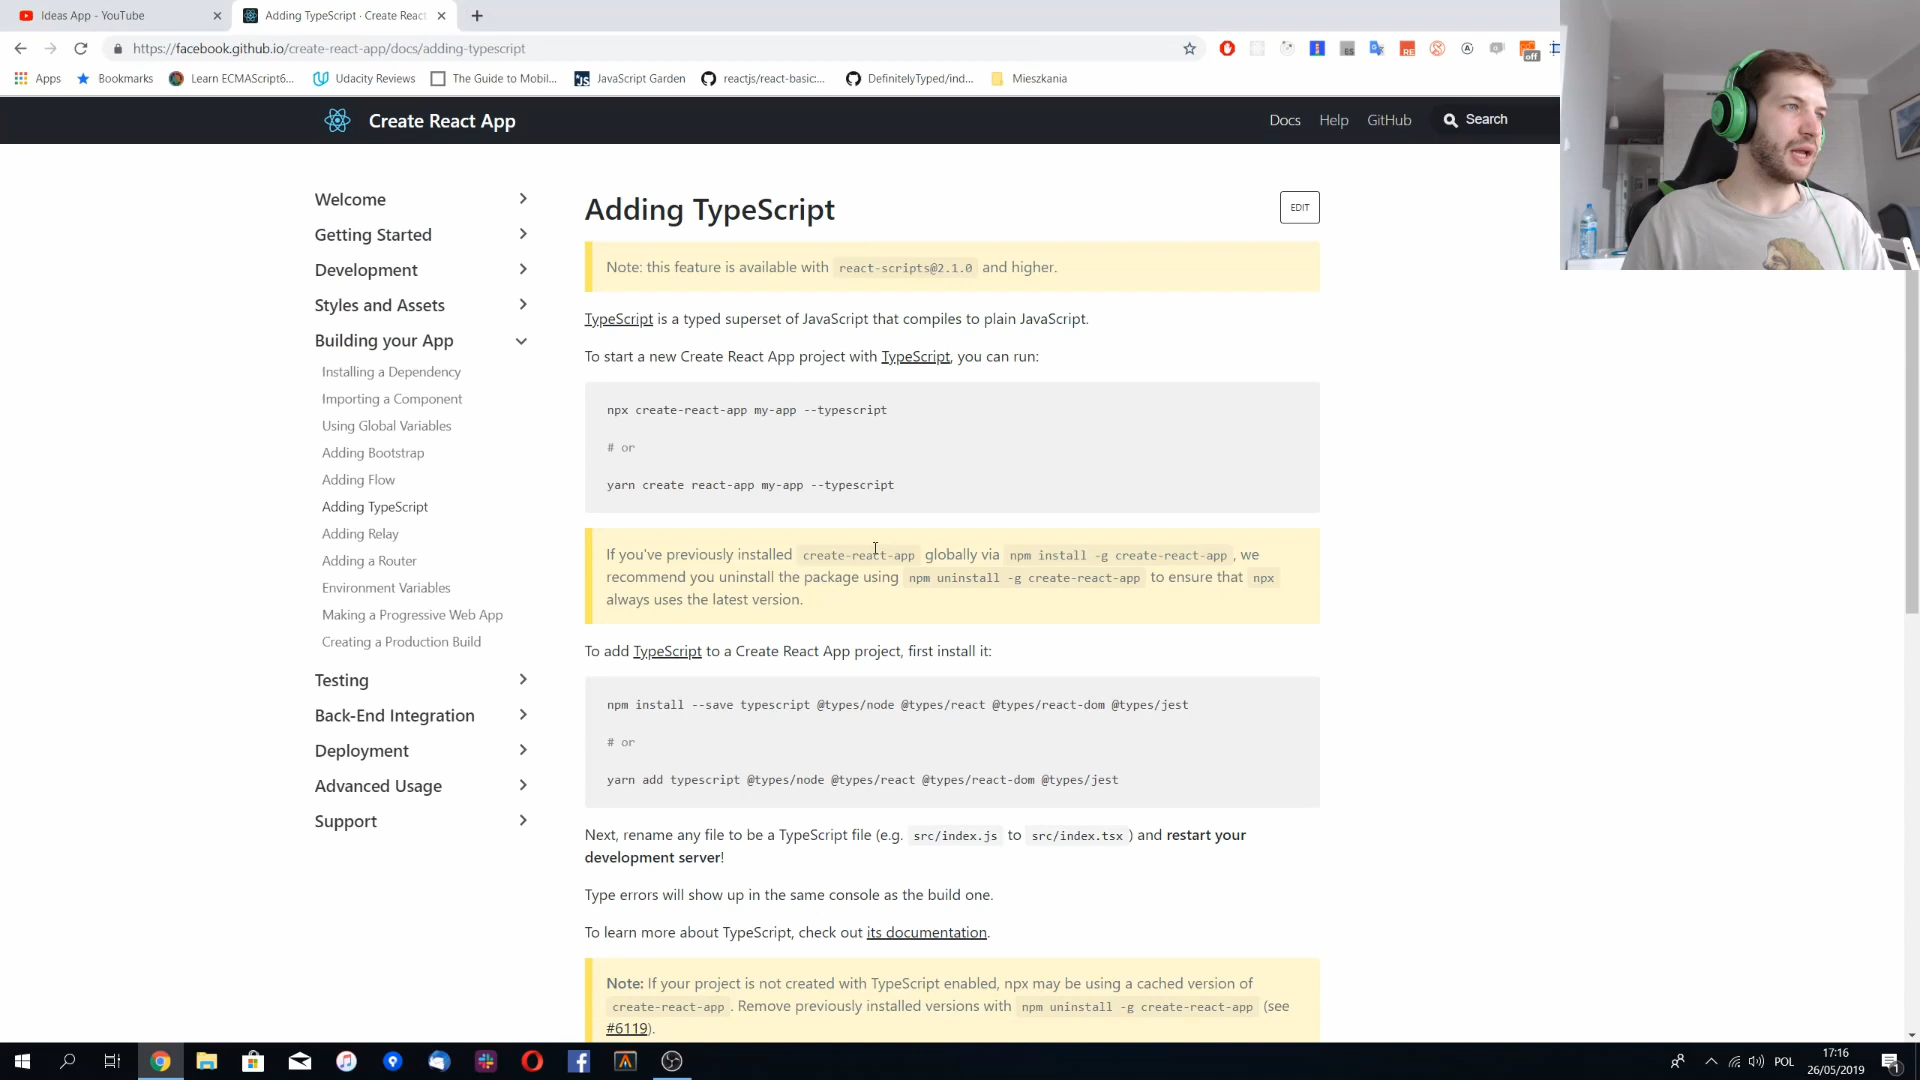 Ideas App - YouTube
Adding TypeScript · Create React
https://facebook.github.io/create-react-app/docs/adding-typescript
Apps
Bookmarks
Learn ECMAScript6...
Udacity Reviews
The Guide to Mobil...
JavaScript Garden
reactjs/react-basic:...
DefinitelyTyped/ind...
Mieszkania
off
Create React App
Docs
Help
GitHub
Search
Welcome
Getting Started
Development
Styles and Assets
Building your App
Installing a Dependency
Importing a Component
Using Global Variables
Adding Bootstrap
Adding Flow
Adding TypeScript
Adding Relay
Adding a Router
Environment Variables
Making a Progressive Web App
Creating a Production Build
Testing
Back-End Integration
Deployment
Advanced Usage
Support
Adding TypeScript
EDIT
Note: this feature is available with react-scripts@2.1.0 and higher.
TypeScript is a typed superset of JavaScript that compiles to plain JavaScript.
To start a new Create React App project with TypeScript, you can run:
npx create-react-app my-app --typescript
# or
yarn create react-app my-app --typescript
If you've previously installed create-react-app globally via npm install -g create-react-app, we
recommend you uninstall the package using npm uninstall -g create-react-app to ensure that npx
always uses the latest version.
To add TypeScript to a Create React App project, first install it:
npm install --save typescript @types/node @types/react @types/react-dom @types/jest
# or
yarn add typescript @types/node @types/react @types/react-dom @types/jest
Next, rename any file to be a TypeScript file (e.g. src/index.js to src/index.tsx ) and restart your
development server!
Type errors will show up in the same console as the build one.
To learn more about TypeScript, check out its documentation.
Note: If your project is not created with TypeScript enabled, npx may be using a cached version of
create-react-app. Remove previously installed versions with npm uninstall -g create-react-app (see
#6119).
POL
17:16
26/05/2019